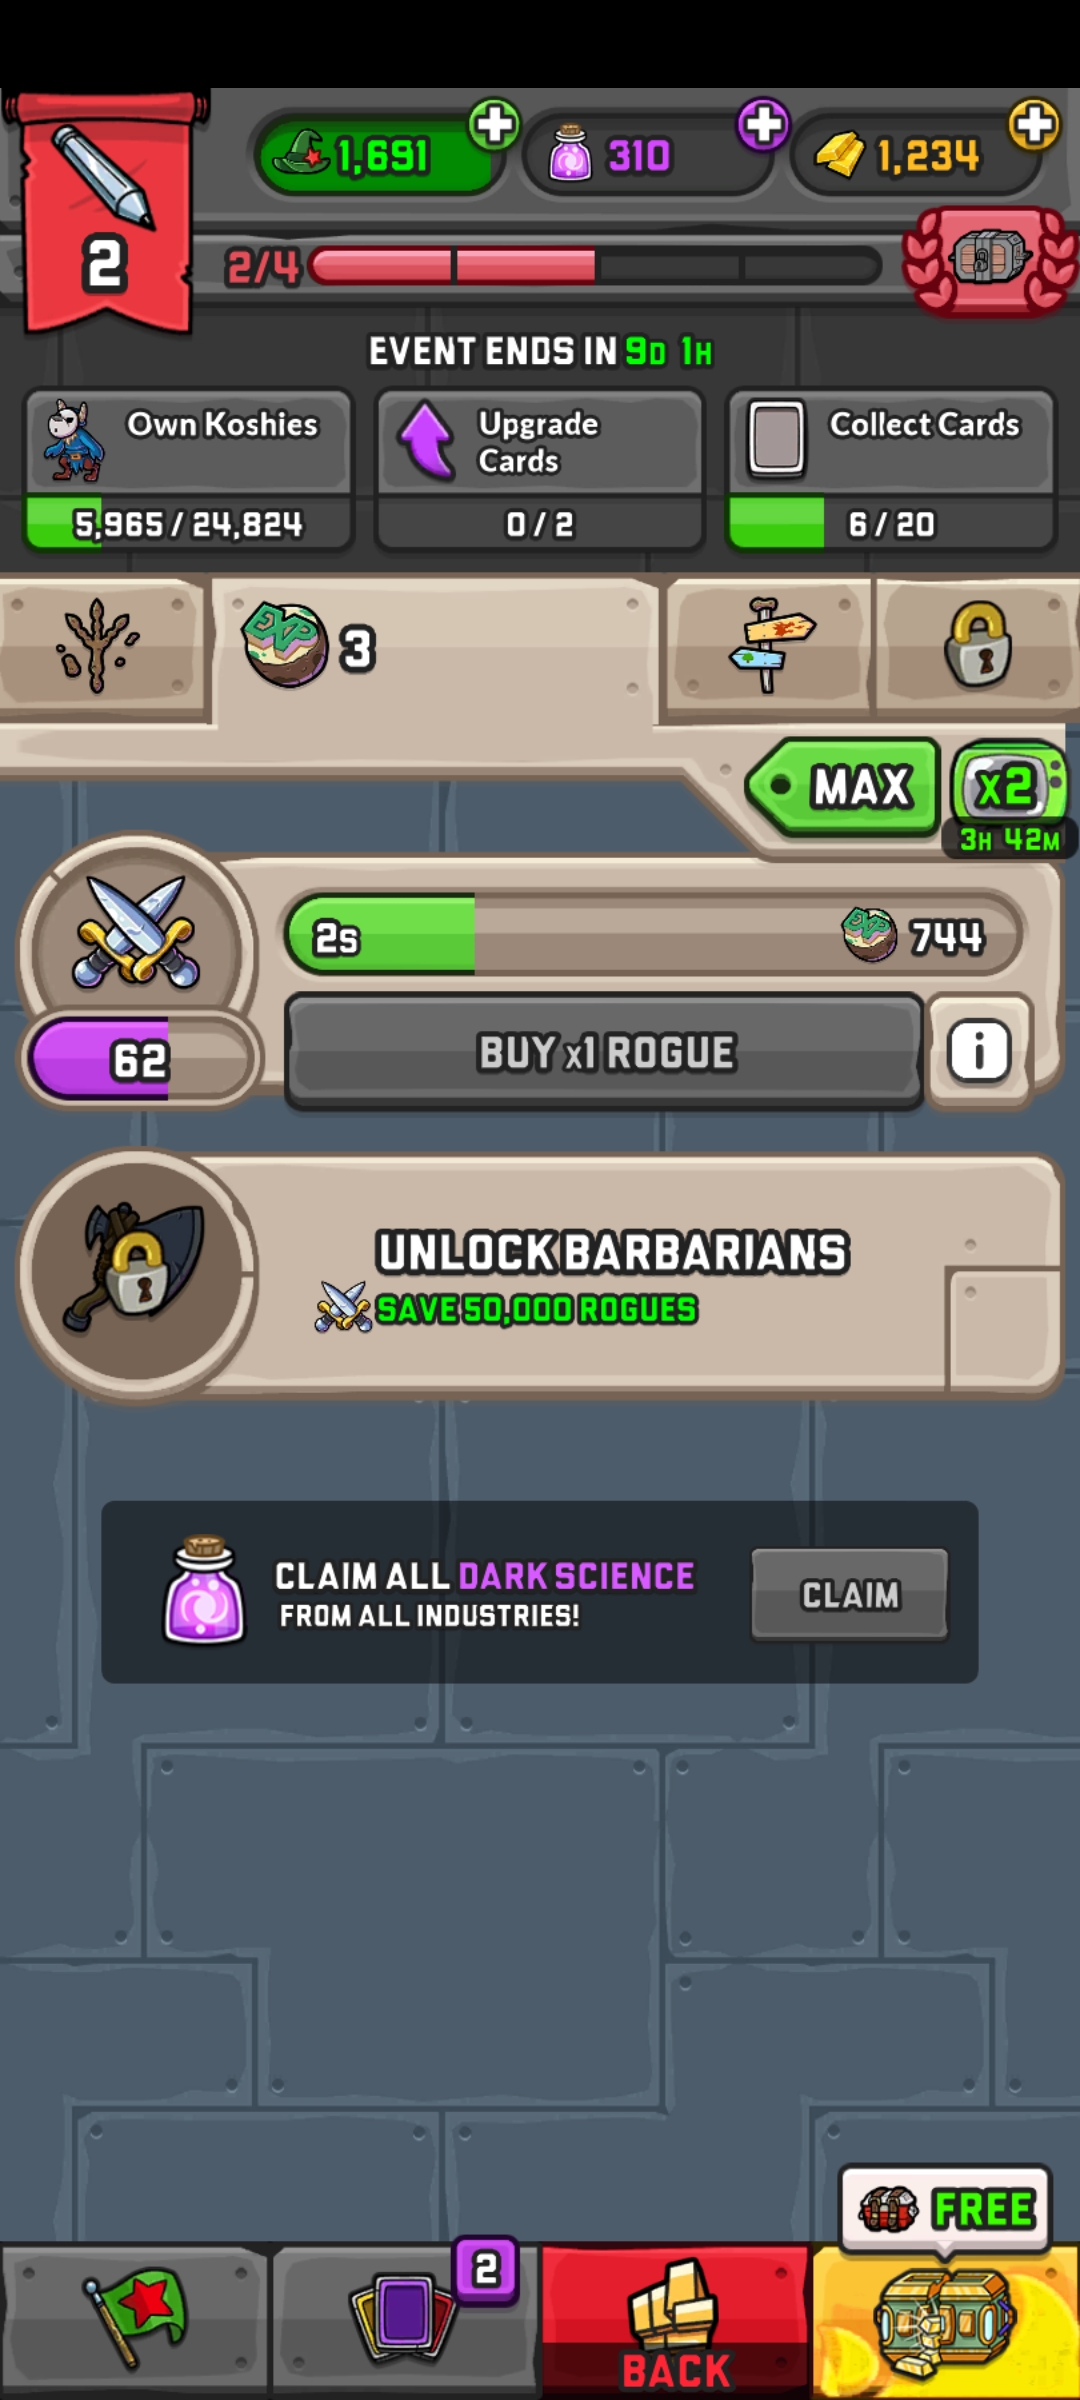 1,691
310
1,234
2
2/4
EVENT ENDS IN 9D 1H
Own Koshies
5,965 / 24,824
Upgrade
Cards
0 / 2
Collect Cards
6 / 20
EXP
3
MAX
x2
3H 42M
2s
EXP
744
62
BUY x1 ROGUE
i
UNLOCK BARBARIANS
SAVE 50,000 ROGUES
CLAIM ALL DARK SCIENCE
FROM ALL INDUSTRIES!
CLAIM
FREE
2
BACK